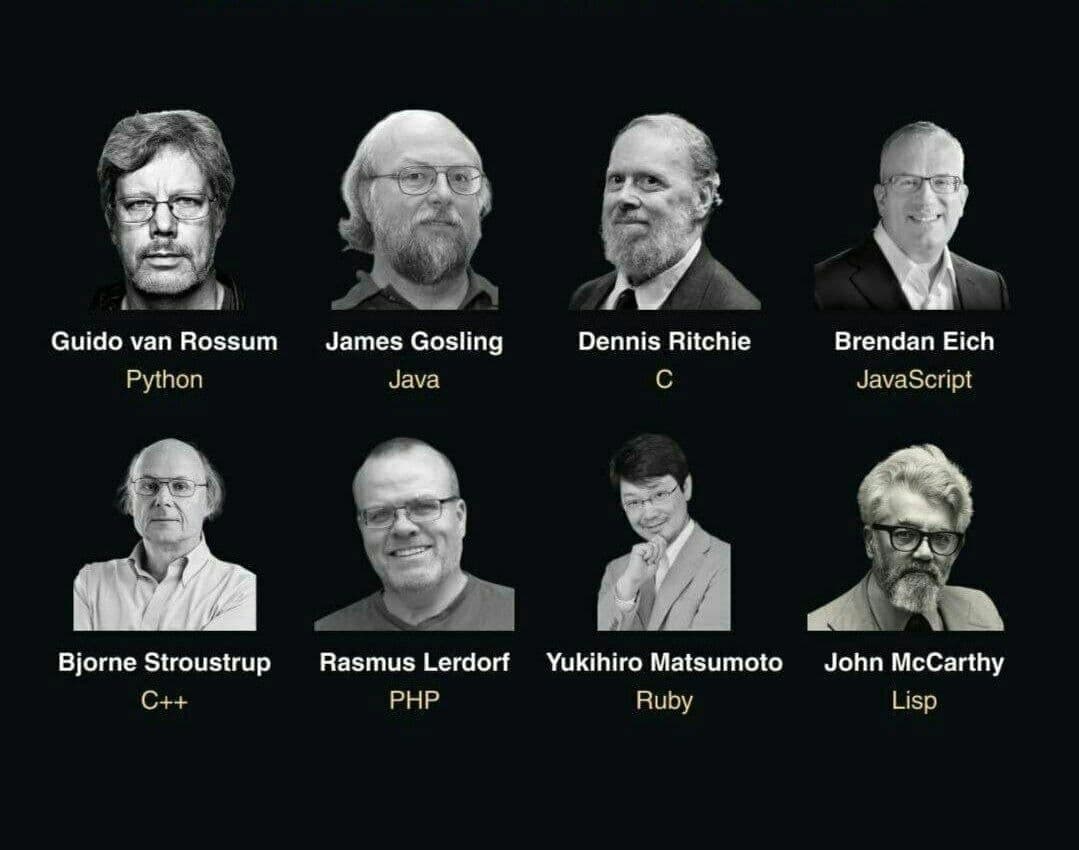 Guido van Rossum
Python
James Gosling
Java
Dennis Ritchie
C
Brendan Eich
JavaScript
Bjorne Stroustrup
C++
Rasmus Lerdorf
PHP
Yukihiro Matsumoto
Ruby
John McCarthy
Lisp